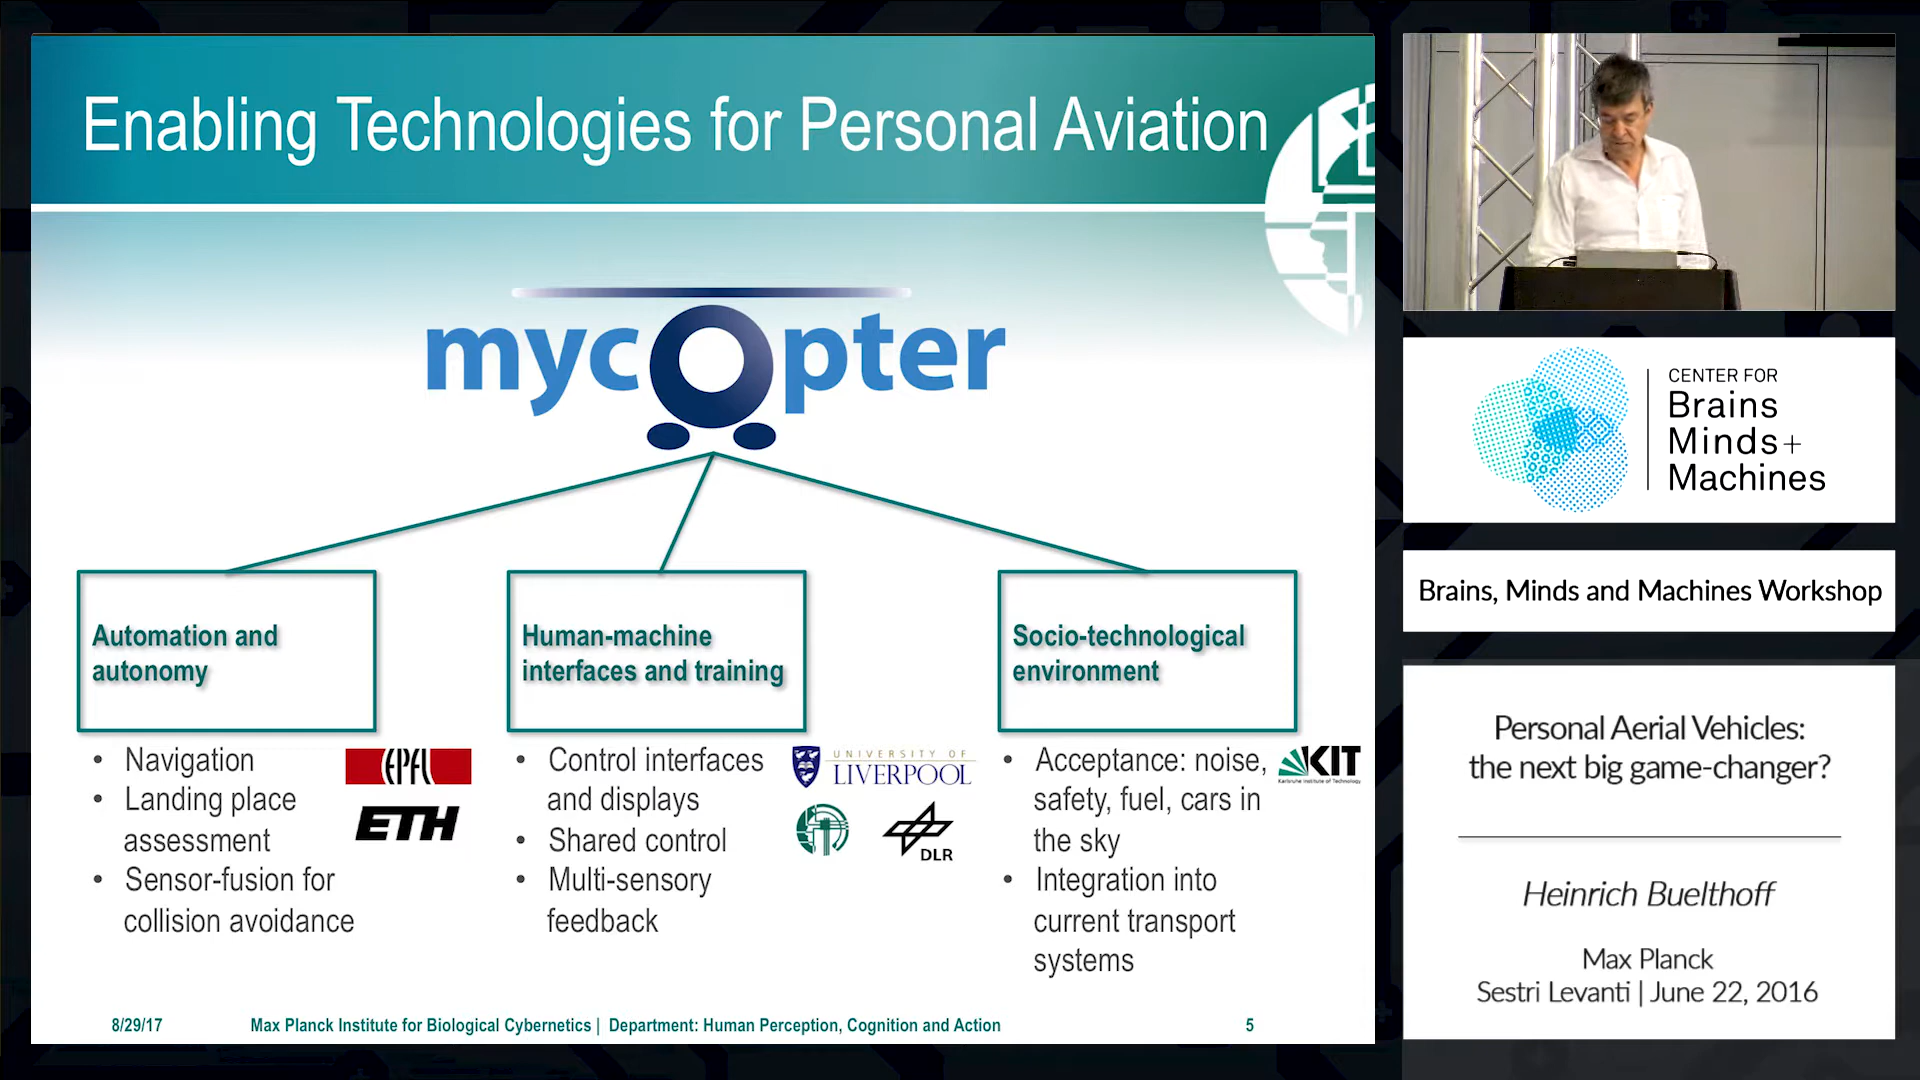 Enabling Technologies for Personal Aviation
mycopter
Automation and
autonomy
• Navigation
• Landing place
assessment
• Sensor-fusion for
collision avoidance
EPFL
ETH
Human-machine
interfaces and training
• Control interfaces
and displays
• Shared control
• Multi-sensory
feedback
UNIVERSITY OF
LIVERPOOL
DLR
Socio-technological
environment
• Acceptance: noise,
safety, fuel, cars in
the sky
• Integration into
current transport
systems
KIT
Karlsruhe Institute of Technology
8/29/17
Max Planck Institute for Biological Cybernetics | Department: Human Perception, Cognition and Action
5
CENTER FOR
Brains
Minds+
Machines
Brains, Minds and Machines Workshop
Personal Aerial Vehicles:
the next big game-changer?
Heinrich Buelthoff
Max Planck
Sestri Levanti | June 22, 2016